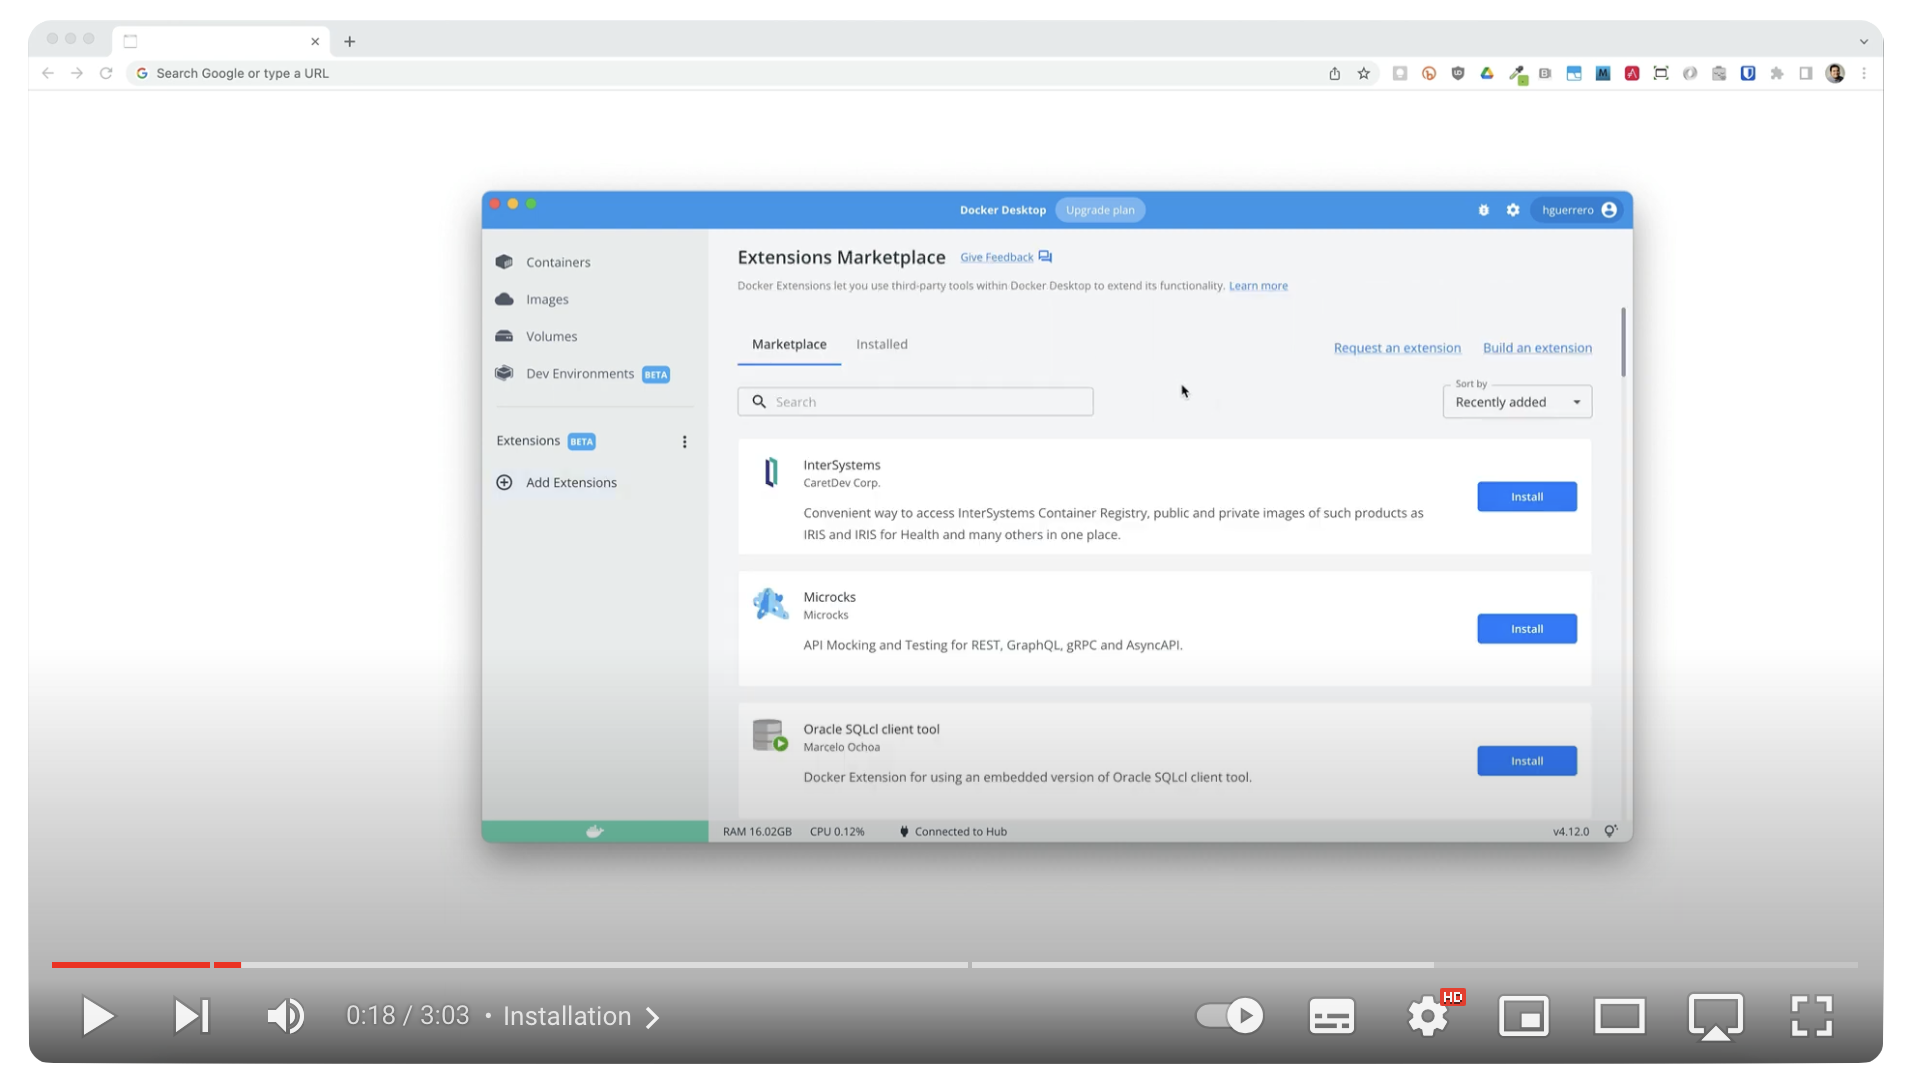 Search Google or type a URL
Docker Desktop
Upgrade plan
hguerrero
Containers
Images
Volumes
Dev Environments BETA
Extensions BETA
Add Extensions
Extensions Marketplace
Give Feedback
Docker Extensions let you use third-party tools within Docker Desktop to extend its functionality. Learn more
Marketplace
Installed
Request an extension
Build an extension
Search
Sort by
Recently added
InterSystems
CaretDev Corp.
Convenient way to access InterSystems Container Registry, public and private images of such products as
IRIS and IRIS for Health and many others in one place.
Install
Microcks
Microcks
API Mocking and Testing for REST, GraphQL, gRPC and AsyncAPI.
Install
Oracle SQLcl client tool
Marcelo Ochoa
Docker Extension for using an embedded version of Oracle SQLcl client tool.
Install
RAM 16.02GB
CPU 0.12%
Connected to Hub
v4.12.0
0:18 / 3:03 • Installation
HD